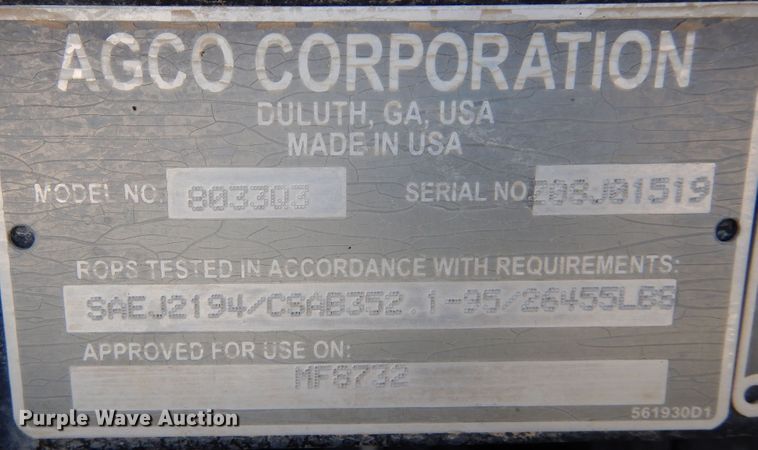 AGCO CORPORATION
DULUTH, GA, USA
MADE IN USA
MODEL NO. 8033Q3 SERIAL NO. Z08J01519
ROPS TESTED IN ACCORDANCE WITH REQUIREMENTS:
SAEJ2194/CSAB352.1-95/26455LBS
APPROVED FOR USE ON:
MF8732
561930D1
Purple Wave Auction